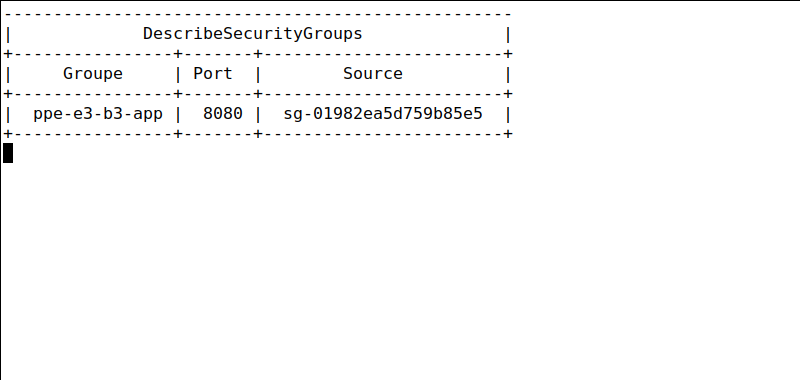 ---------------------------------------------------
|             DescribeSecurityGroups              |
+----------------+-------+------------------------+
|     Groupe     | Port  |        Source          |
+----------------+-------+------------------------+
|  ppe-e3-b3-app |  8080 |  sg-01982ea5d759b85e5  |
+----------------+-------+------------------------+